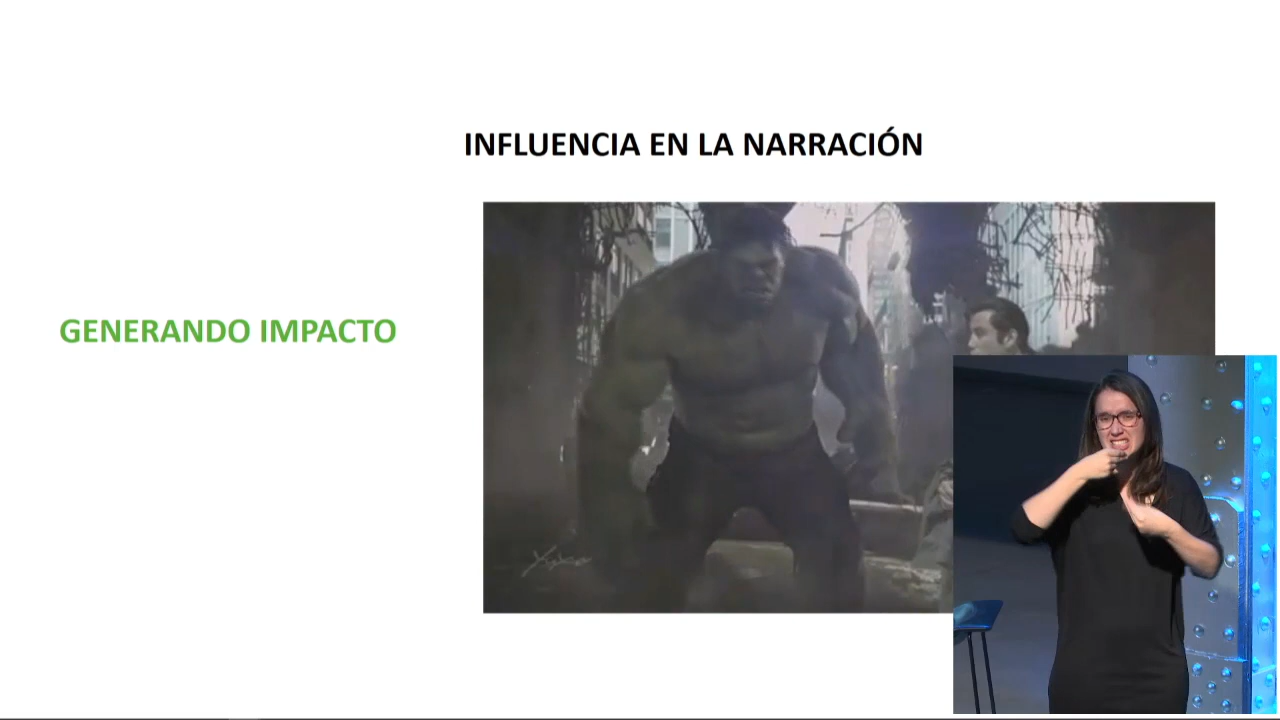 INFLUENCIA EN LA NARRACIÓN
GENERANDO IMPACTO